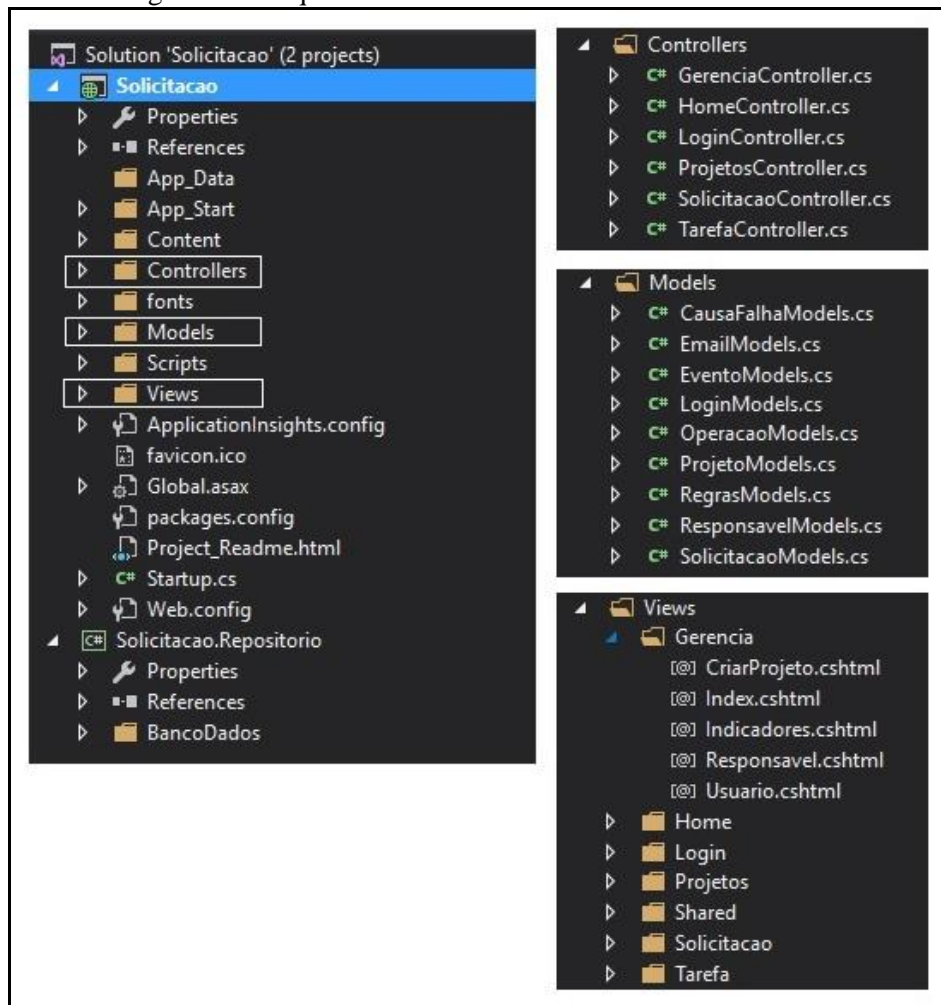 Solution 'Solicitacao' (2 projects)
Solicitacao
Properties
References
App_Data
App_Start
Content
Controllers
fonts
Models
Scripts
Views
ApplicationInsights.config
favicon.ico
Global.asax
packages.config
Project_Readme.html
Startup.cs
Web.config
Solicitacao.Repositorio
Properties
References
BancoDados
Controllers
C# GerenciaController.cs
C# HomeController.cs
C# LoginController.cs
C# ProjetosController.cs
C# SolicitacaoController.cs
C# TarefaController.cs
Models
C# CausaFalhaModels.cs
C# EmailModels.cs
C# EventoModels.cs
C# LoginModels.cs
C# OperacaoModels.cs
C# ProjetoModels.cs
C# RegrasModels.cs
C# ResponsavelModels.cs
C# SolicitacaoModels.cs
Views
Gerencia
[@] CriarProjeto.cshtml
[@] Index.cshtml
[@] Indicadores.cshtml
[@] Responsavel.cshtml
[@] Usuario.cshtml
Home
Login
Projetos
Shared
Solicitacao
Tarefa